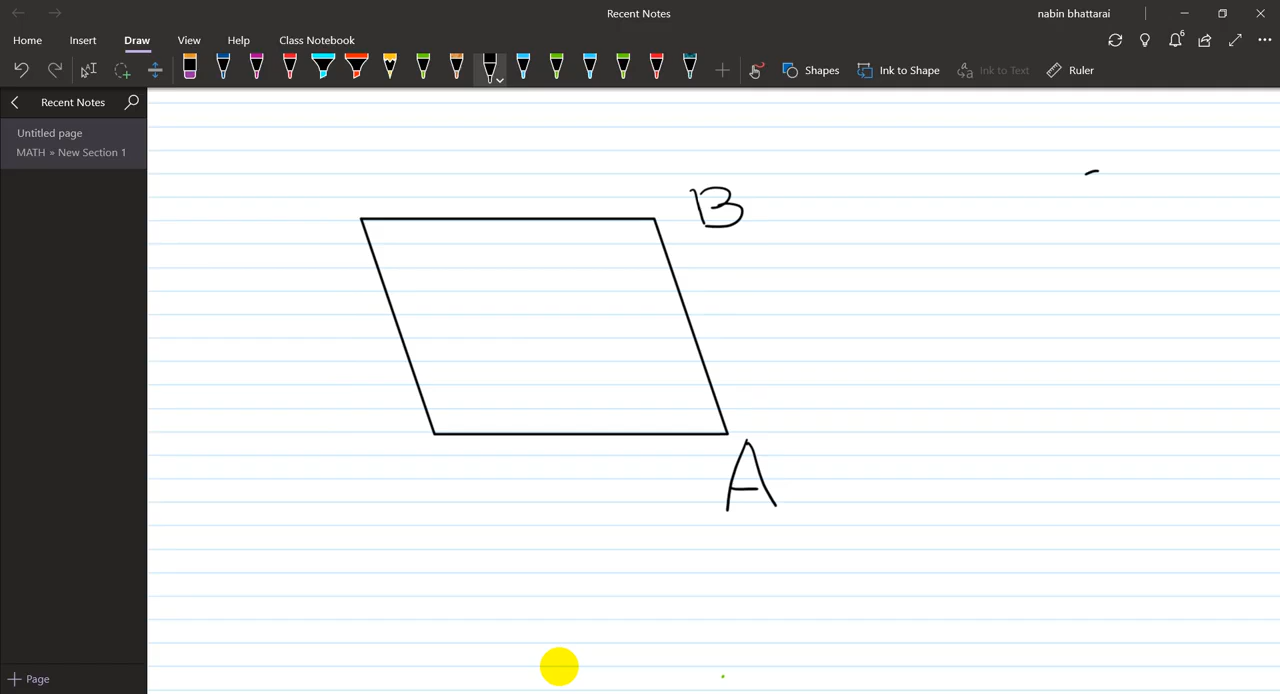 Recent Notes
nabin bhattarai
Home Insert Draw View Help Class Notebook
6
Shapes Ink to Shape Ink to Text Ruler
Recent Notes
Untitled page
MATH » New Section 1
B
A
Page